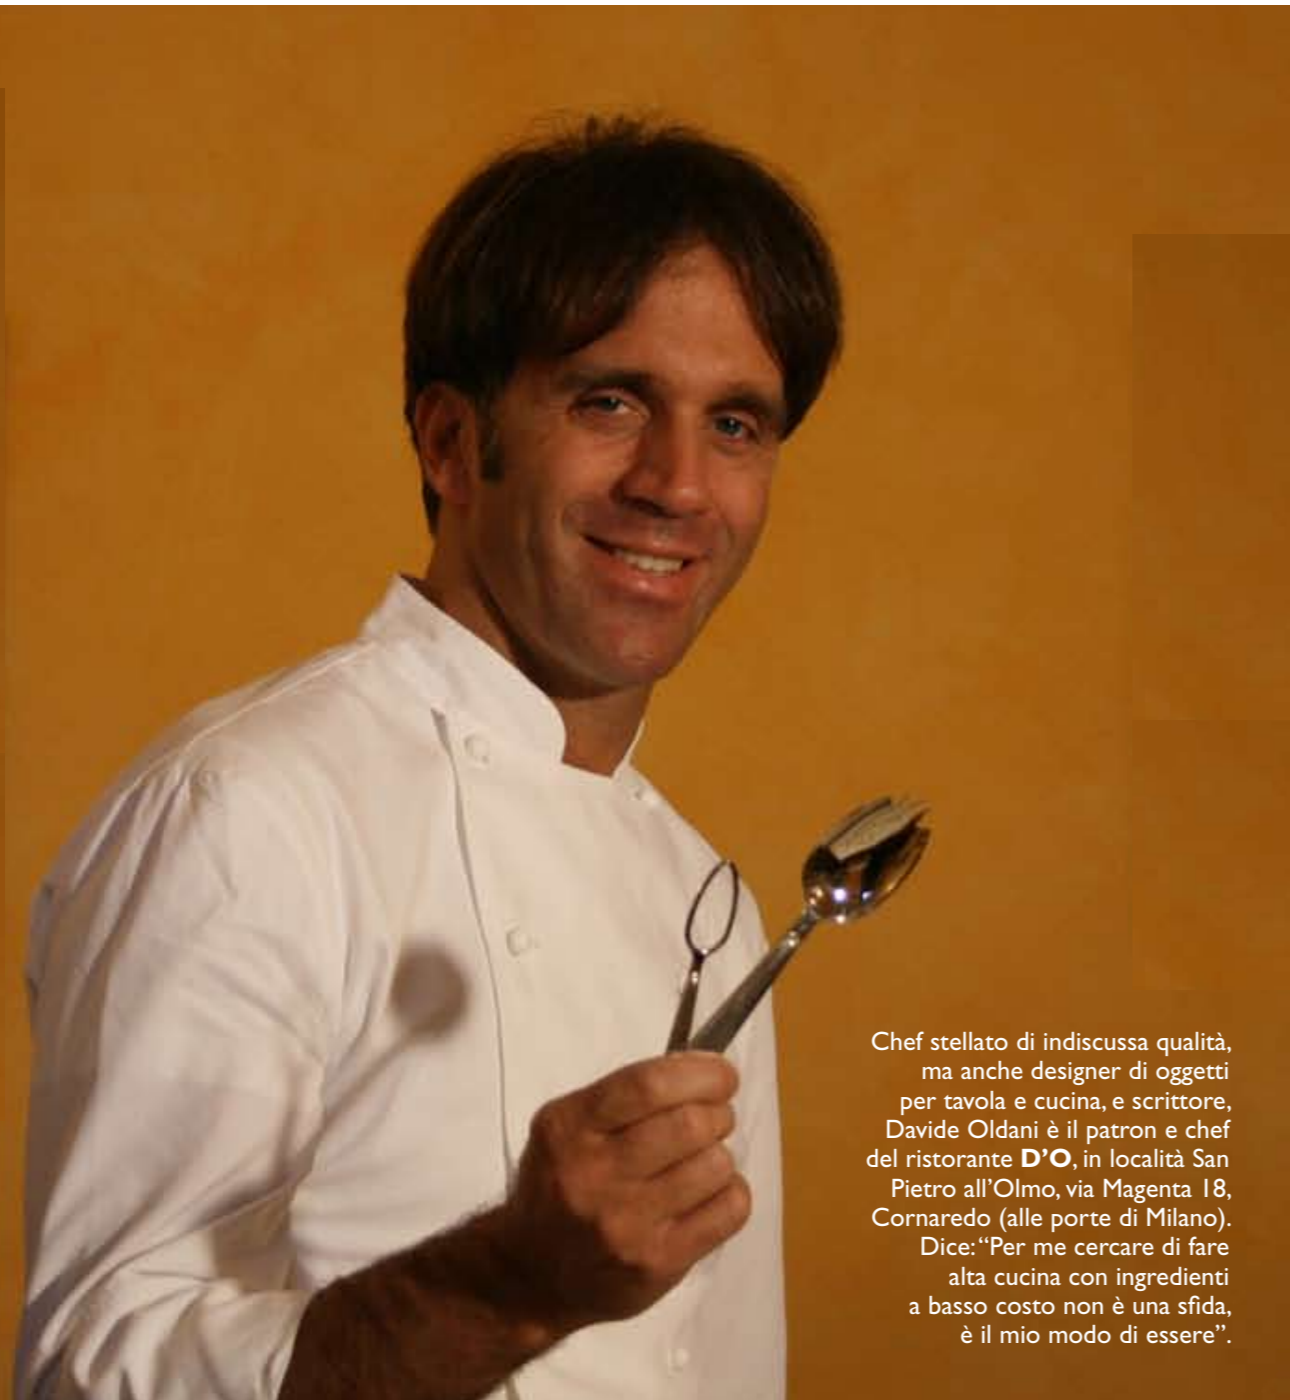 Chef stellato di indiscussa qualità,
ma anche designer di oggetti
per tavola e cucina, e scrittore,
Davide Oldani è il patron e chef
del ristorante D’O, in località San
Pietro all’Olmo, via Magenta 18,
Cornaredo (alle porte di Milano).
Dice: “Per me cercare di fare
alta cucina con ingredienti
a basso costo non è una sfida,
è il mio modo di essere”.